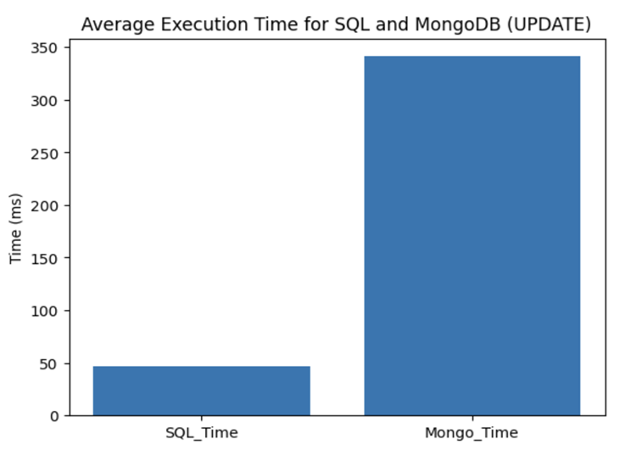 Average Execution Time for SQL and MongoDB (UPDATE)
350
300
250
200
150
100
50
0
Time (ms)
SQL_Time
Mongo_Time